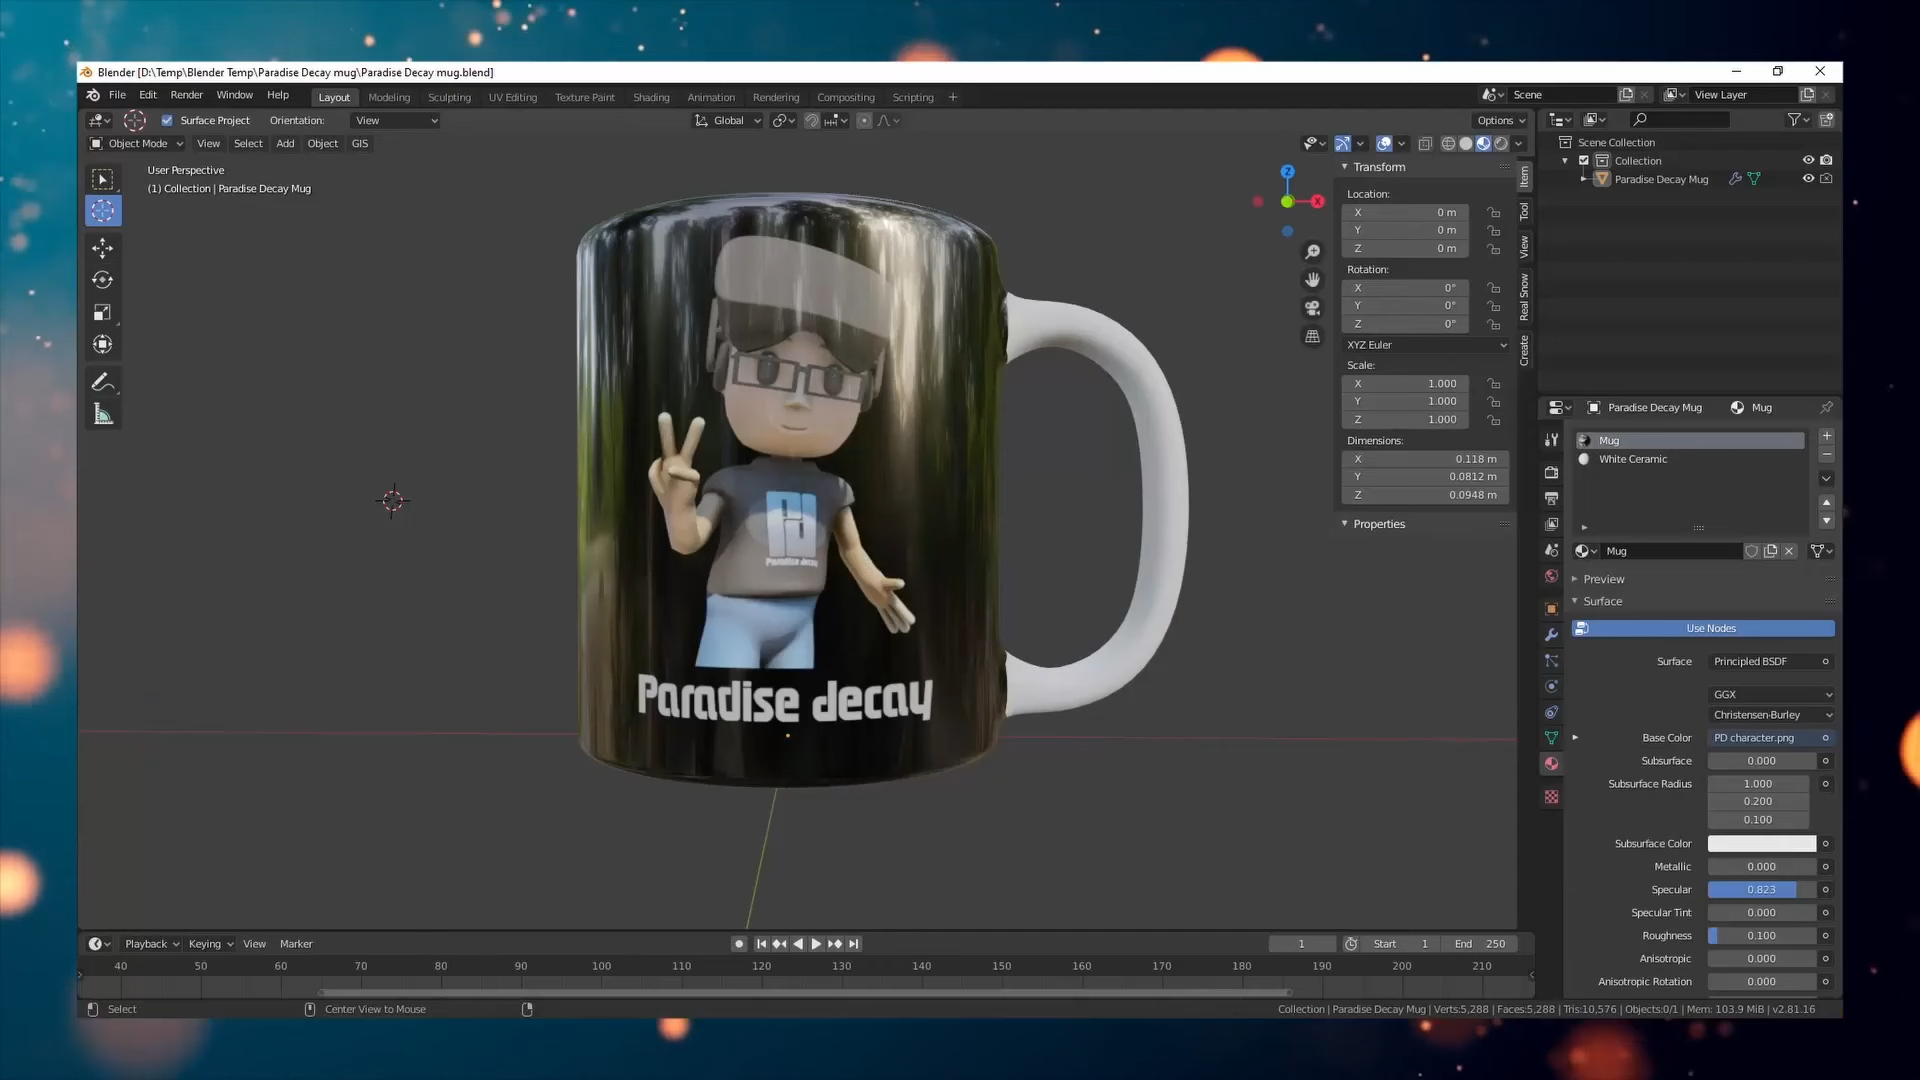 Blender [D:\Temp\Blender Temp\Paradise Decay mug\Paradise Decay mug.blend]
File Edit Render Window Help
Layout Modeling Sculpting UV Editing Texture Paint Shading Animation Rendering Compositing Scripting +
Scene
View Layer
Surface Project Orientation: View
Global
Options
Object Mode View Select Add Object GIS
User Perspective
(1) Collection | Paradise Decay Mug
Z
X
Paradise decay
Paradise decay
Transform
Location:
X 0 m
Y 0 m
Z 0 m
Rotation:
X 0°
Y 0°
Z 0°
XYZ Euler
Scale:
X 1.000
Y 1.000
Z 1.000
Dimensions:
X 0.118 m
Y 0.0812 m
Z 0.0948 m
Properties
Item
Tool
View
Real Snow
Create
Scene Collection
Collection
Paradise Decay Mug
Paradise Decay Mug Mug
Mug
White Ceramic
Mug
Preview
Surface
Use Nodes
Surface Principled BSDF
GGX
Christensen-Burley
Base Color PD character.png
Subsurface 0.000
Subsurface Radius 1.000
0.200
0.100
Subsurface Color
Metallic 0.000
Specular 0.823
Specular Tint 0.000
Roughness 0.100
Anisotropic 0.000
Anisotropic Rotation 0.000
Playback Keying View Marker
1 Start 1 End 250
40 50 60 70 80 90 100 110 120 130 140 150 160 170 180 190 200 210
Select Center View to Mouse
Collection | Paradise Decay Mug | Verts:5,288 | Faces:5,288 | Tris:10,576 | Objects:0/1 | Mem: 103.9 MiB | v2.81.16